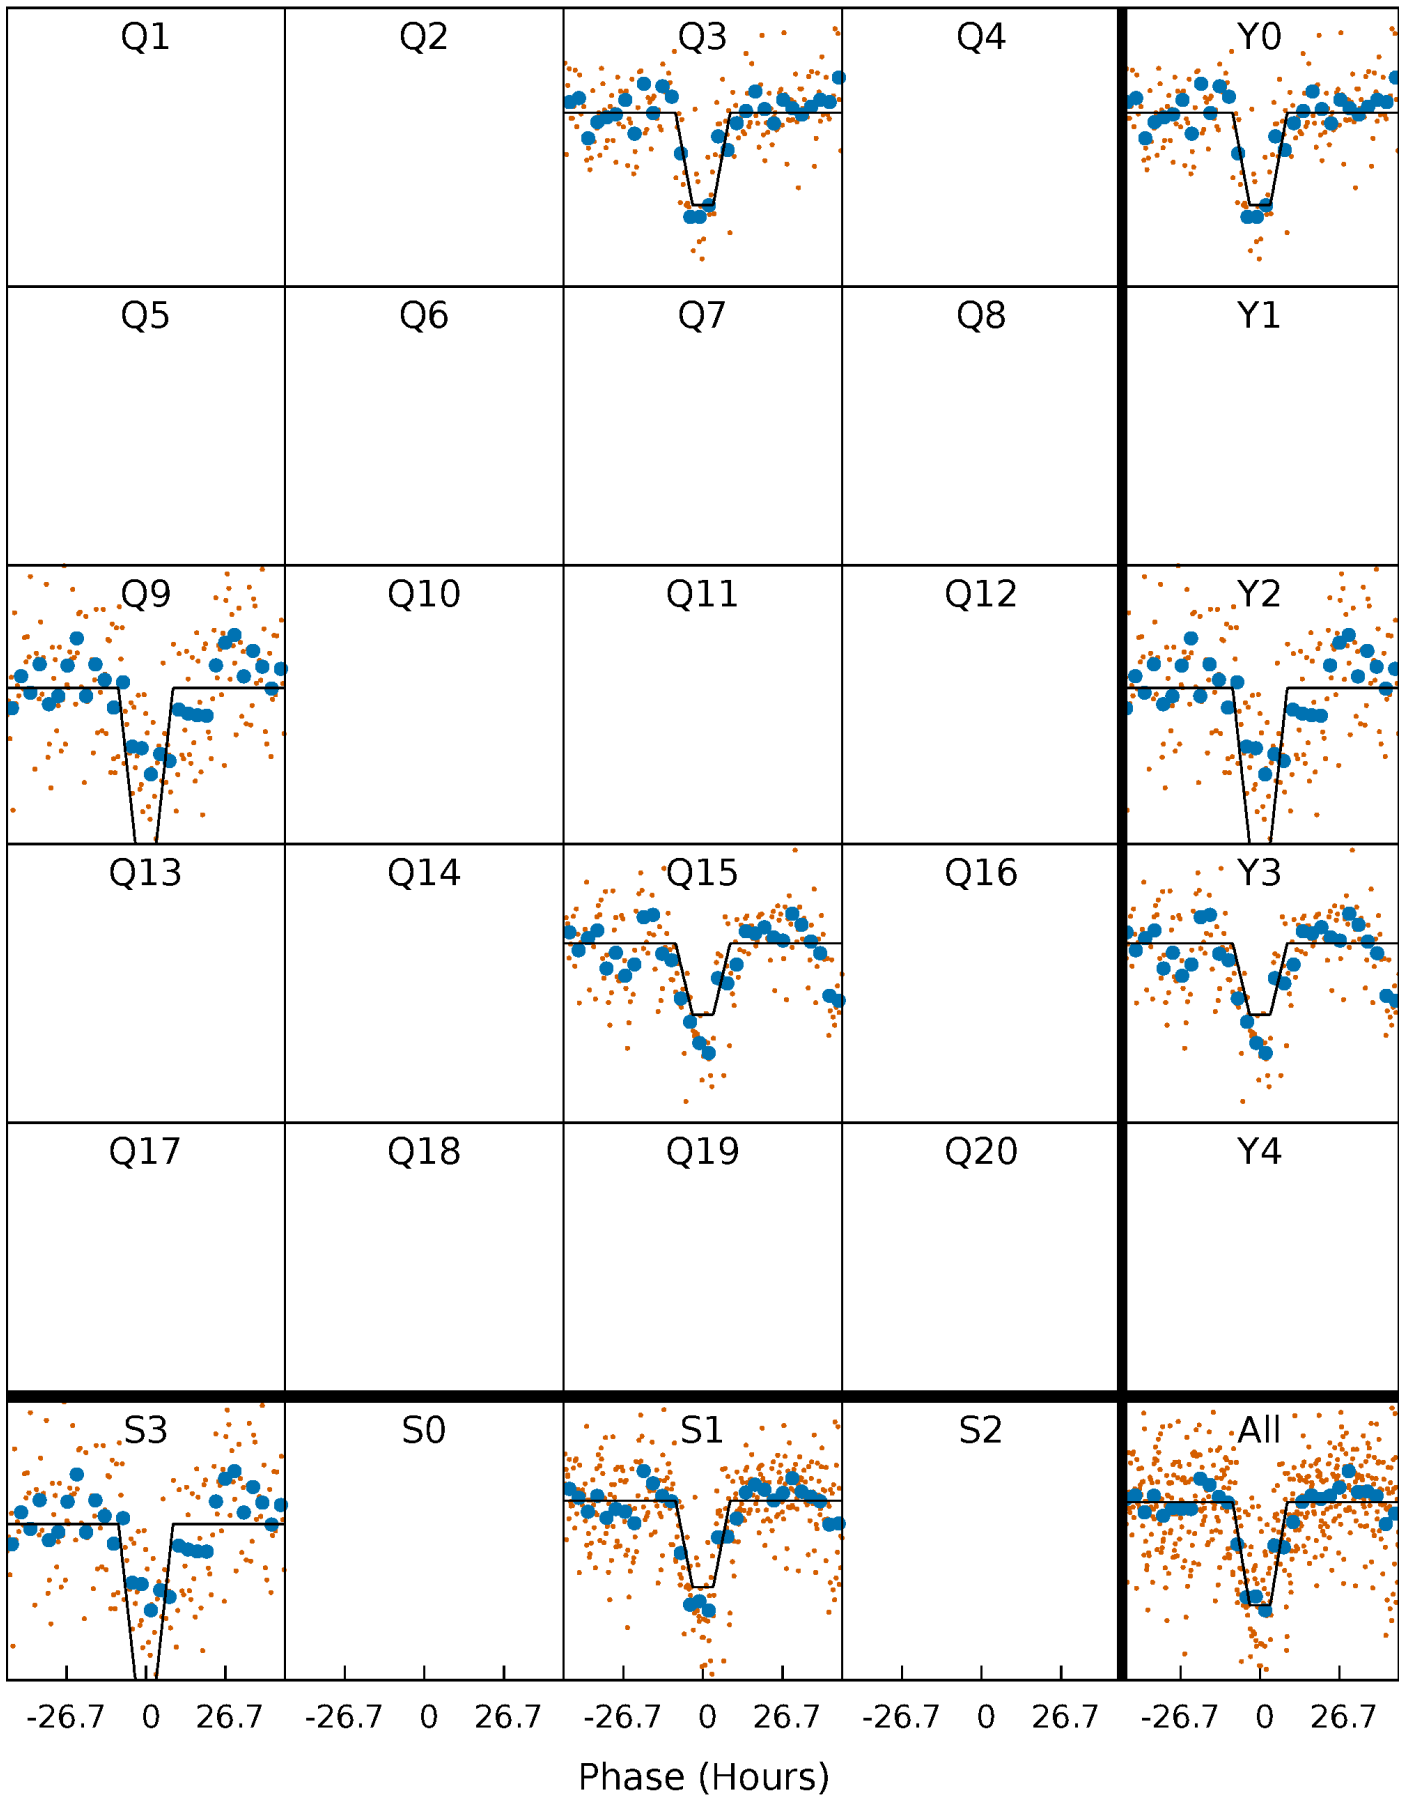 Q1 Q2 Q3 Q4 Y0
Q5 Q6 Q7 Q8 Y1
Q9 Q10 Q11 Q12 Y2
Q13 Q14 Q15 Q16 Y3
Q17 Q18 Q19 Q20 Y4
S3 S0 S1 S2 All
-26.7 0 26.7 -26.7 0 26.7 -26.7 0 26.7 -26.7 0 26.7 -26.7 0 26.7
Phase (Hours)